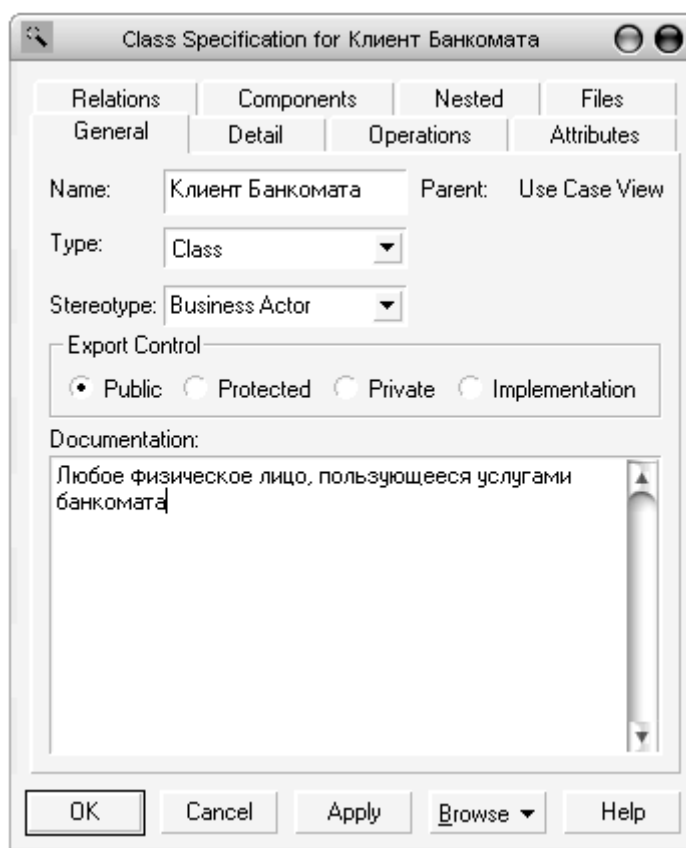 Class Specification for Клиент Банкомата
Relations Components Nested Files
General Detail Operations Attributes
Name: Клиент Банкомата Parent: Use Case View
Type: Class
Stereotype: Business Actor
Export Control
Public Protected Private Implementation
Documentation:
Любое физическое лицо, пользующееся услугами
банкомата
OK Cancel Apply Browse Help